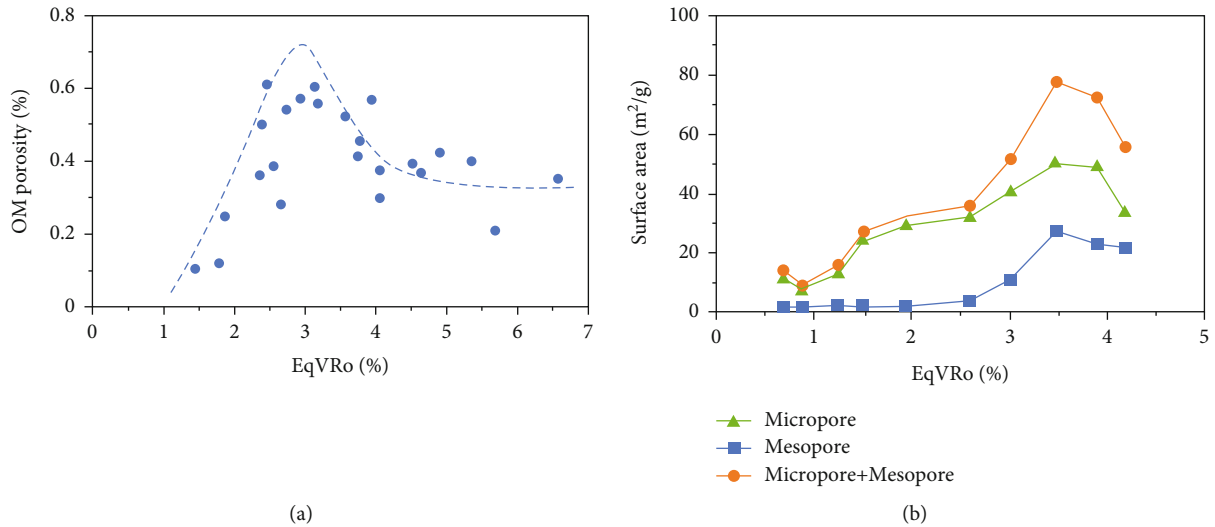 0.8
0.6
0.4
0.2
0
OM porosity (%)
0 1 2 3 4 5 6 7
EqVRo (%)
(a)
100
80
60
40
20
0
Surface area (m²/g)
0 1 2 3 4 5
EqVRo (%)
Micropore
Mesopore
Micropore+Mesopore
(b)